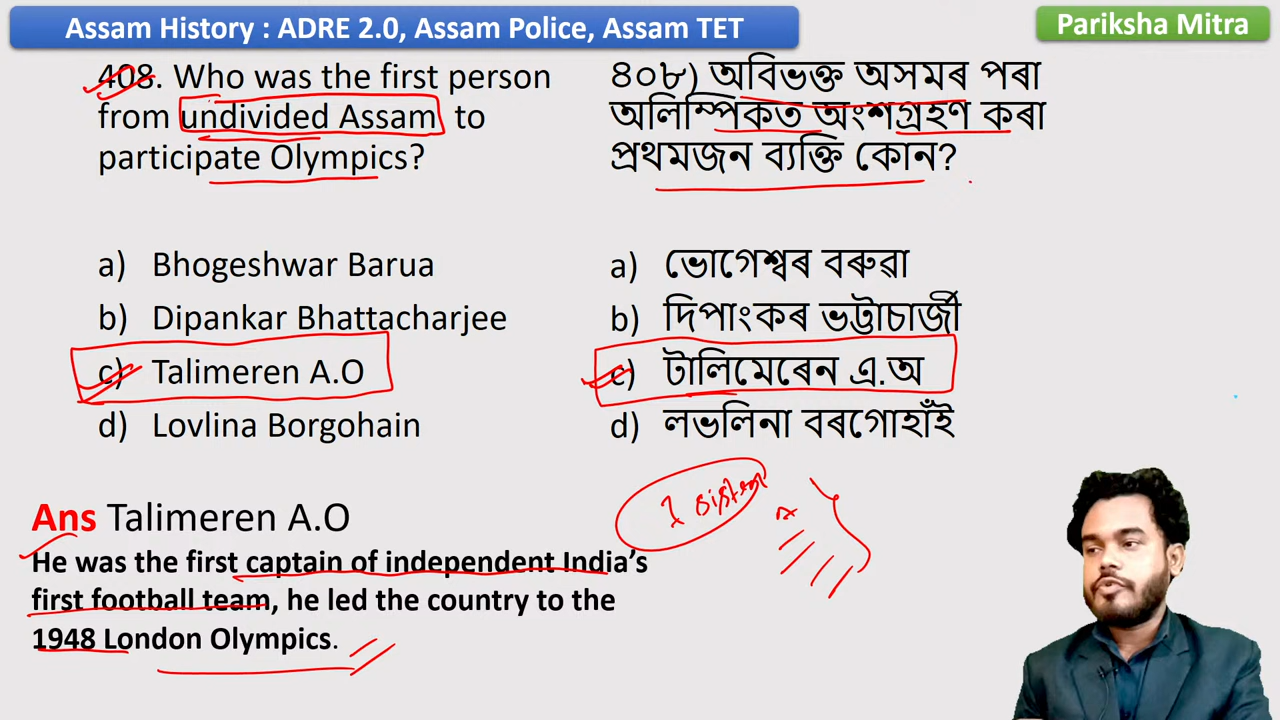 Assam History : ADRE 2.0, Assam Police, Assam TET
Pariksha Mitra
408. Who was the first person
from undivided Assam to
participate Olympics?
a) Bhogeshwar Barua
b) Dipankar Bhattacharjee
c) Talimeren A.O
d) Lovlina Borgohain
৪০৮) অবিভক্ত অসমৰ পৰা
অলিম্পিকত অংশগ্ৰহণ কৰা
প্ৰথমজন ব্যক্তি কোন?
a) ভোগেশ্বৰ বৰুৱা
b) দিপাংকৰ ভট্টাচাৰ্জী
c) টালিমেৰেন এ.অ
d) লভলিনা বৰগোহাঁই
Ans Talimeren A.O
He was the first captain of independent India’s
first football team, he led the country to the
1948 London Olympics.